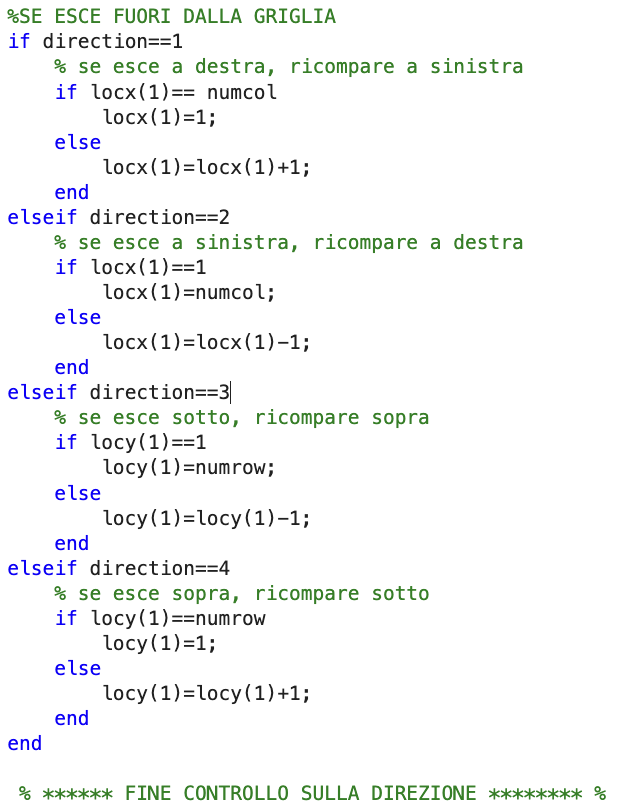 %SE ESCE FUORI DALLA GRIGLIA
if direction==1
    % se esce a destra, ricompare a sinistra
    if locx(1)== numcol
        locx(1)=1;
    else
        locx(1)=locx(1)+1;
    end
elseif direction==2
    % se esce a sinistra, ricompare a destra
    if locx(1)==1
        locx(1)=numcol;
    else
        locx(1)=locx(1)-1;
    end
elseif direction==3
    % se esce sotto, ricompare sopra
    if locy(1)==1
        locy(1)=numrow;
    else
        locy(1)=locy(1)-1;
    end
elseif direction==4
    % se esce sopra, ricompare sotto
    if locy(1)==numrow
        locy(1)=1;
    else
        locy(1)=locy(1)+1;
    end
end

 % ****** FINE CONTROLLO SULLA DIREZIONE ******** %